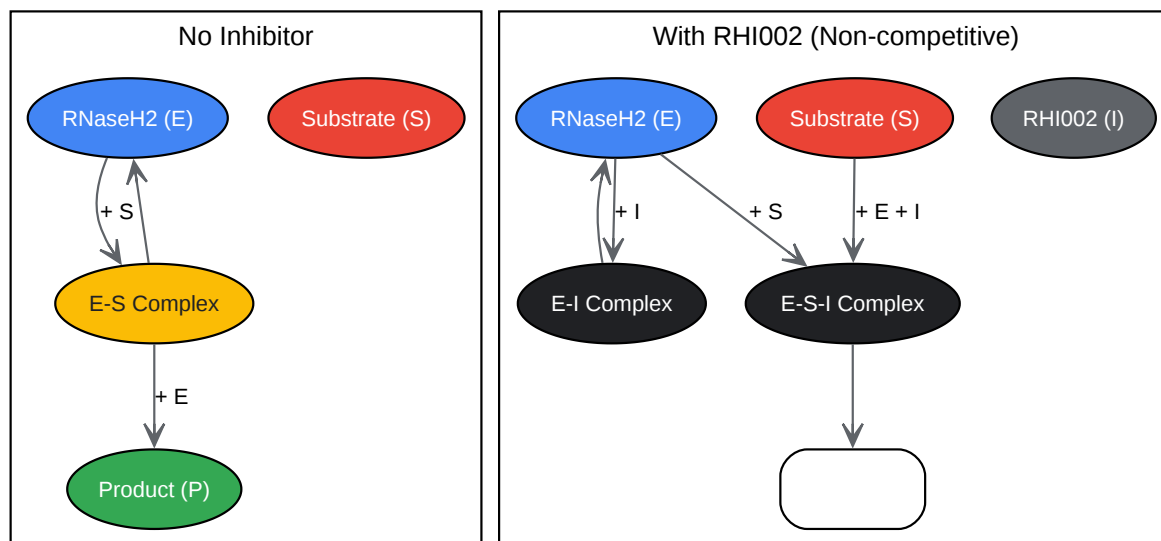 No Inhibitor
RNaseH2 (E)
Substrate (S)
+ S
E-S Complex
+ E
Product (P)
With RHI002 (Non-competitive)
RNaseH2 (E)
Substrate (S)
RHI002 (I)
+ I
+ S
+ E + I
E-I Complex
E-S-I Complex